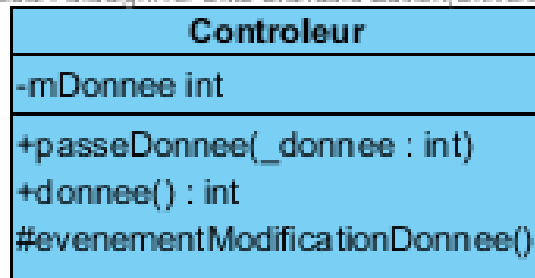 Controleur
-mDonnee int
+passeDonnee(_donnee : int)
+donnee() : int
#evenementModificationDonnee()